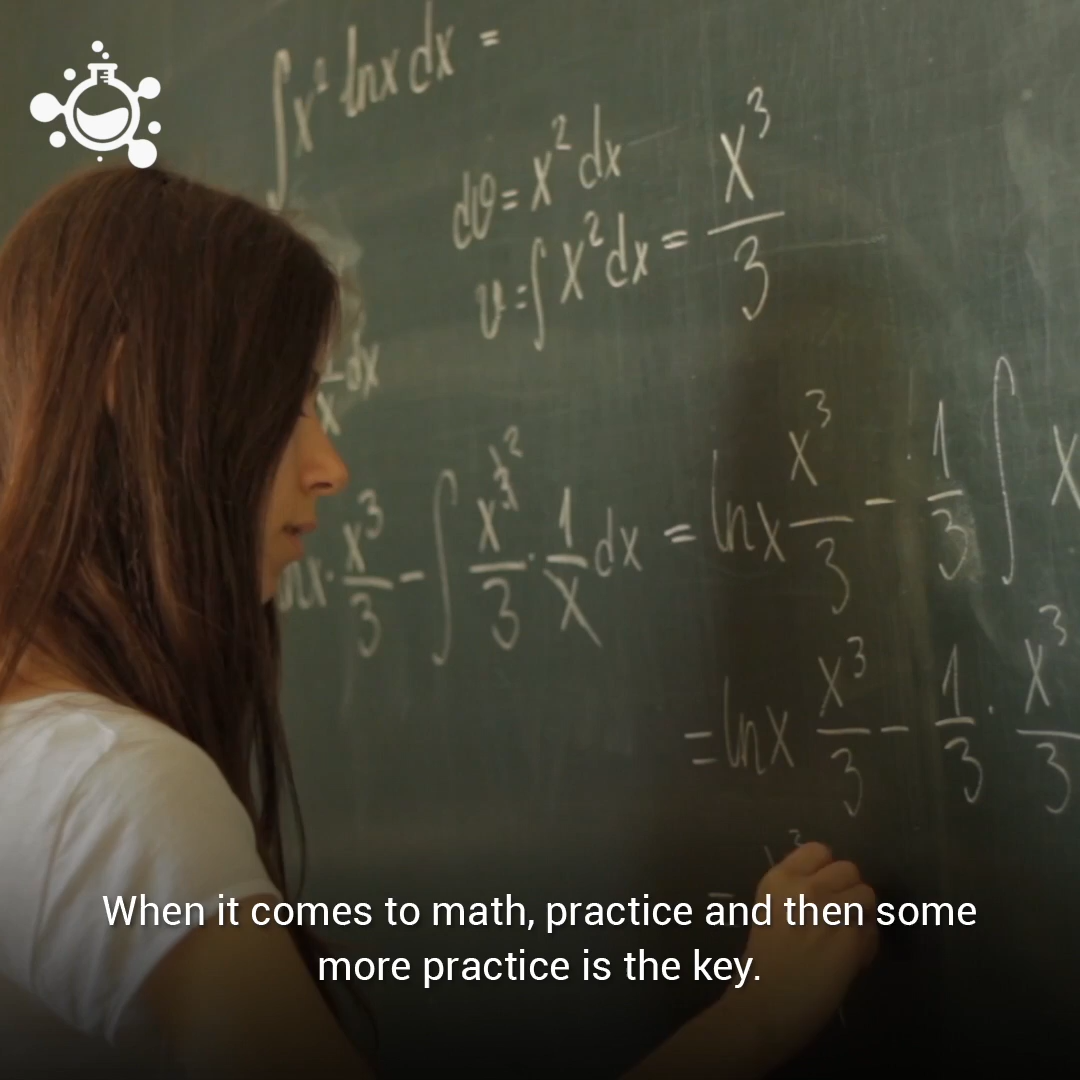 ∫x² lnx dx =
dv = x² dx
v = ∫ x² dx = x³/3
1/x dx
lnx · x³/3 − ∫ x³/3 · 1/x dx = lnx x³/3 − 1/3 ∫ x
= lnx x³/3 − 1/3 · x³/3
=
When it comes to math, practice and then some
more practice is the key.